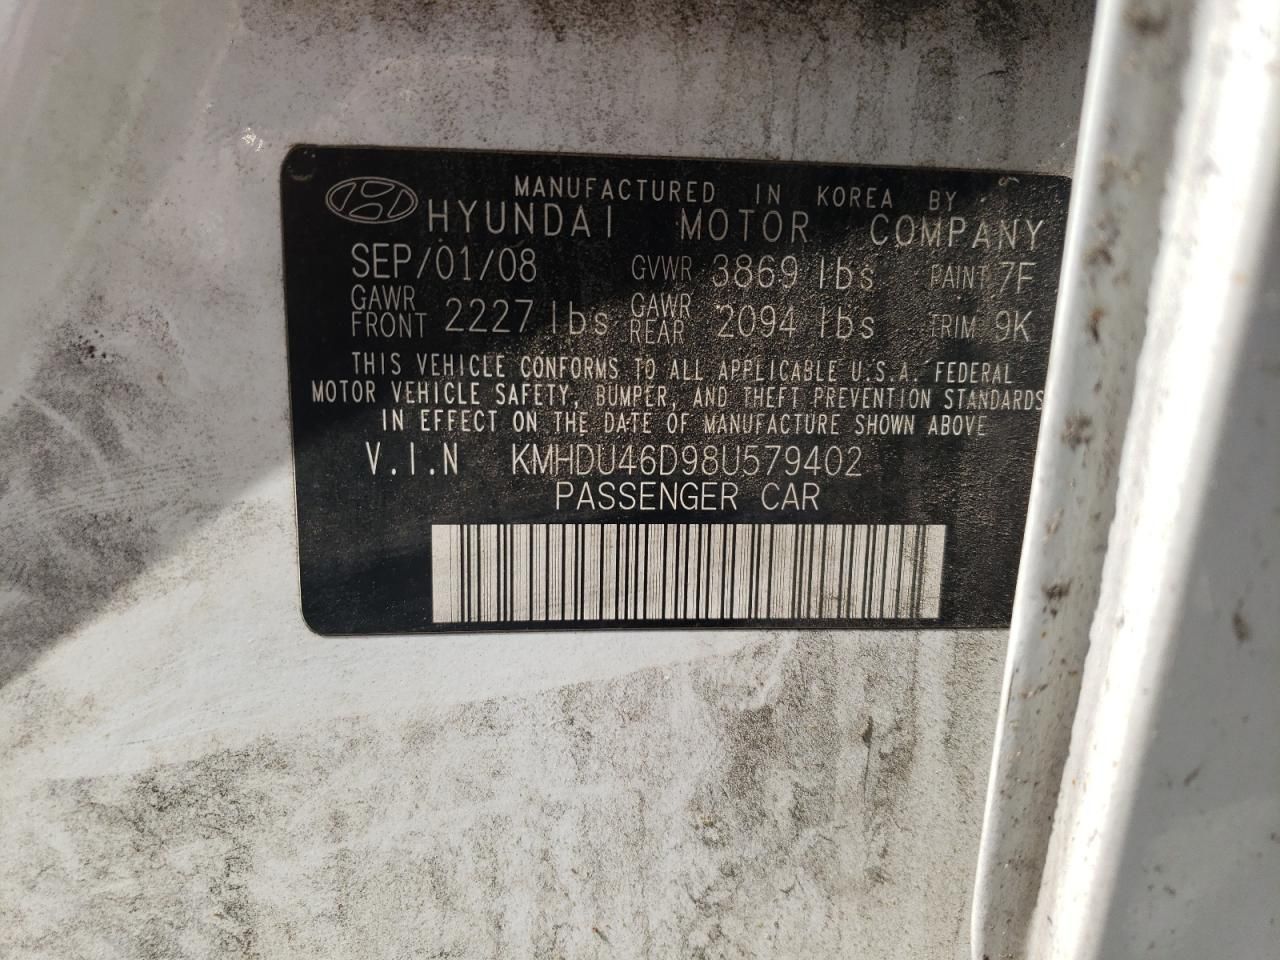 MANUFACTURED IN KOREA BY
HYUNDAI MOTOR COMPANY
SEP/01/08 GVWR 3869 lbs PAINT 7F
GAWR FRONT 2227 lbs GAWR REAR 2094 lbs TRIM 9K
THIS VEHICLE CONFORMS TO ALL APPLICABLE U.S.A. FEDERAL
MOTOR VEHICLE SAFETY, BUMPER, AND THEFT PREVENTION STANDARDS
IN EFFECT ON THE DATE OF MANUFACTURE SHOWN ABOVE
V.I.N KMHDU46D98U579402
PASSENGER CAR